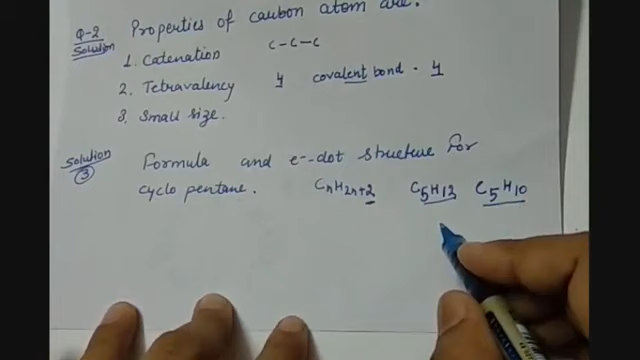 Q-2 Properties of carbon atom are.
Solution
1. Catenation C-C-C
2. Tetravalency 4 covalent bond. 4
3. Small size.
Solution Formula and e--dot structure for
③ cyclo pentane. CnH2n+2 C5H12 C5H10